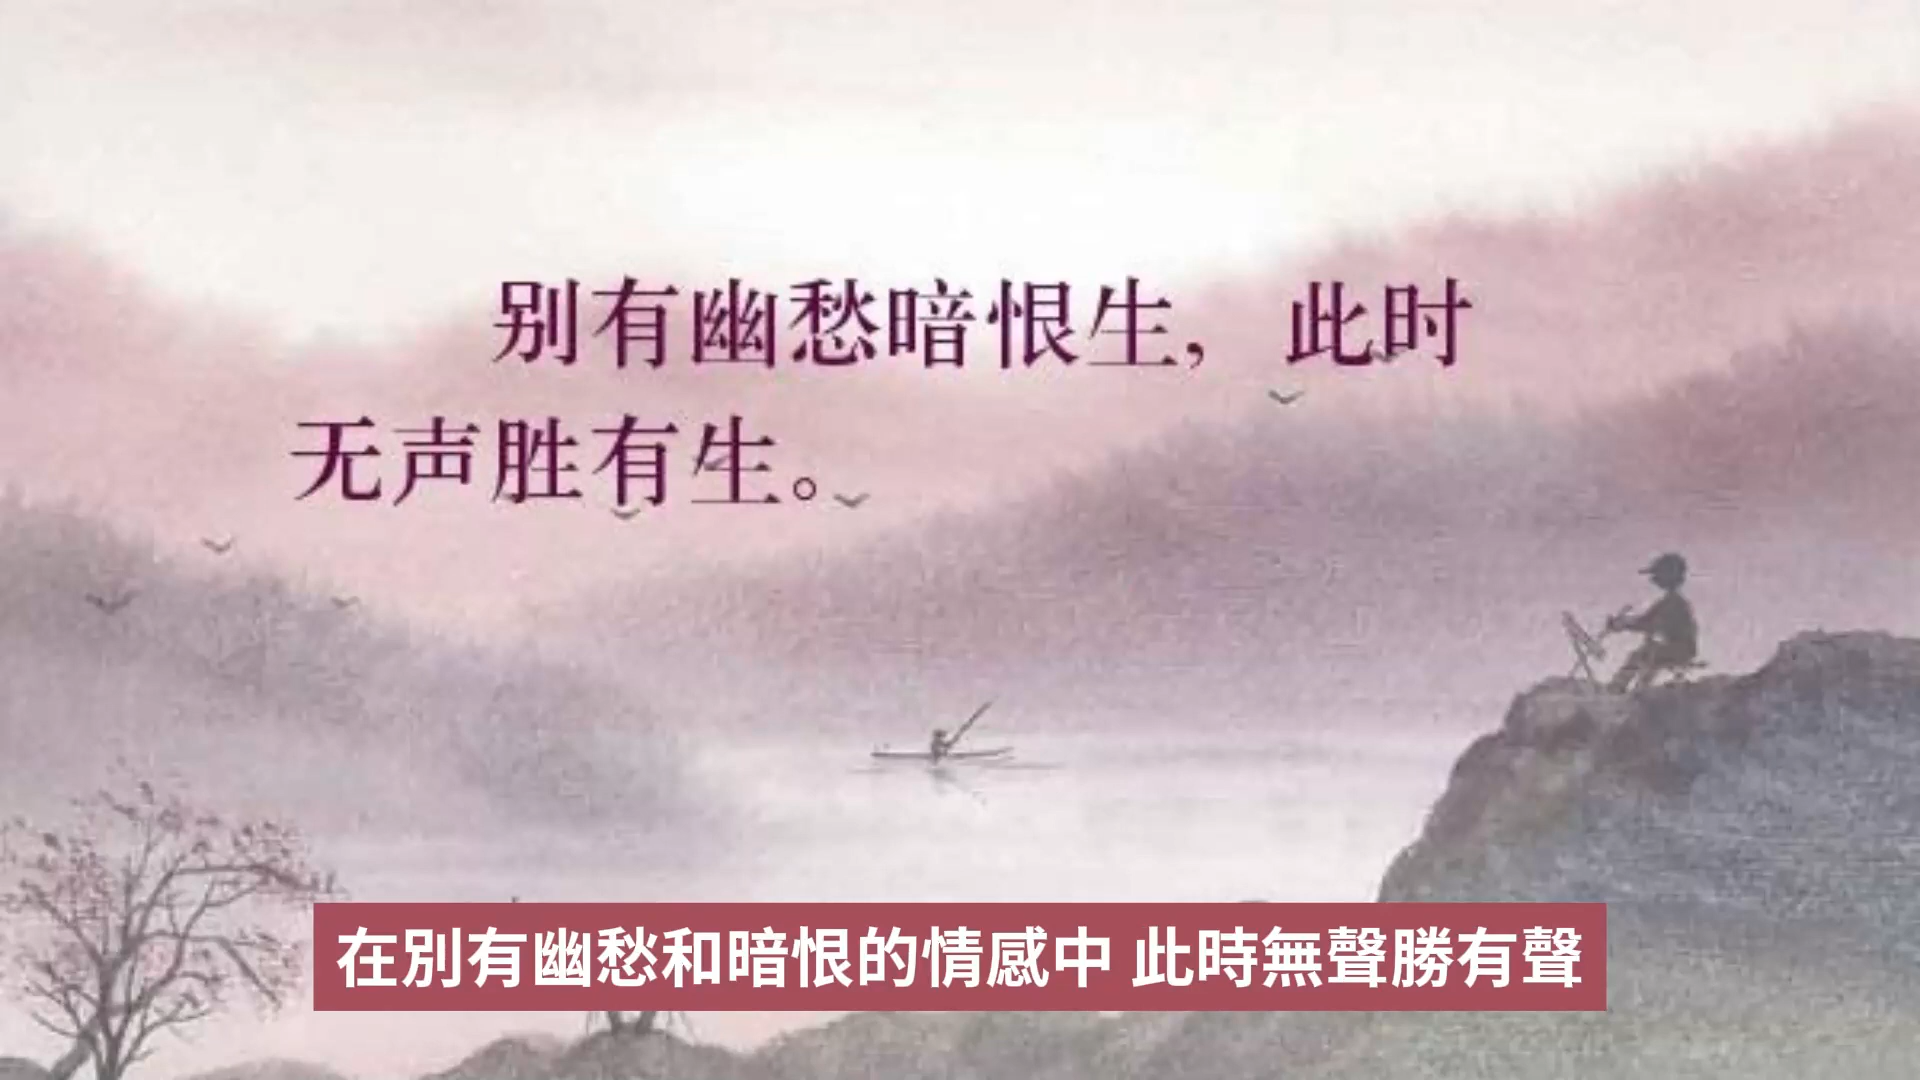 别有幽愁暗恨生，此时
无声胜有生。
在別有幽愁和暗恨的情感中 此時無聲勝有聲